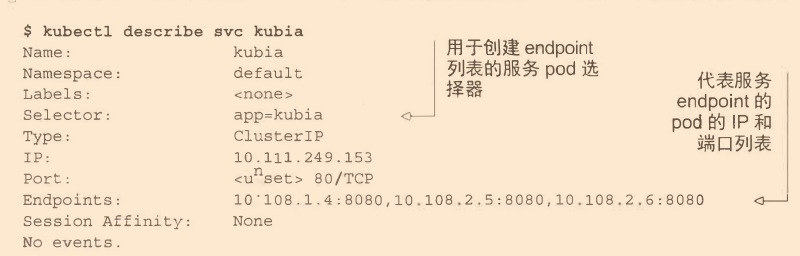 $ kubectl describe svc kubia
Name: kubia
Namespace: default
Labels: <none>
Selector: app=kubia
Type: ClusterIP
IP: 10.111.249.153
Port: <unset> 80/TCP
Endpoints: 10.108.1.4:8080,10.108.2.5:8080,10.108.2.6:8080
Session Affinity: None
No events.
用于创建 endpoint
列表的服务 pod 选
择器
代表服务
endpoint 的
pod 的 IP 和
端口列表